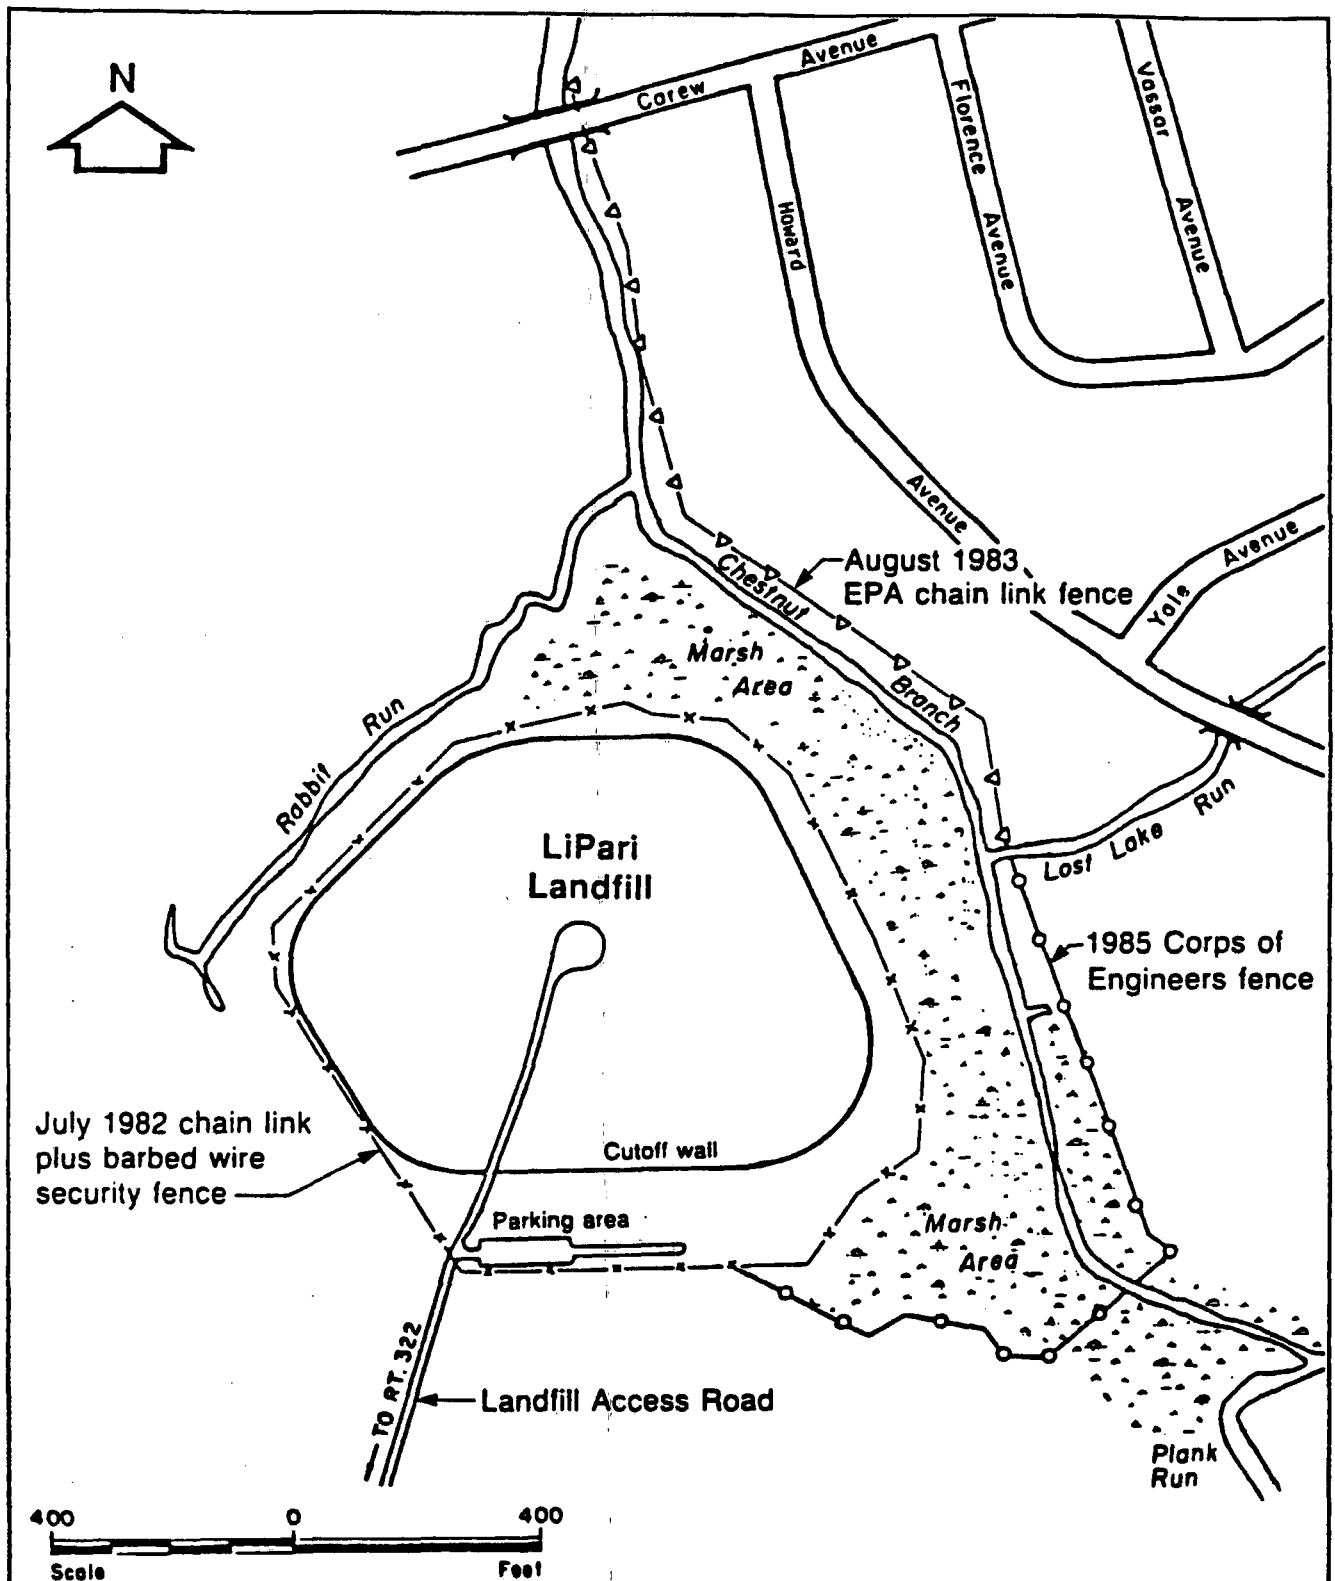 N
Carew
Avenue
Florence
Avenue
Vassar
Avenue
Howard
Avenue
August 1983
EPA chain link fence
Yale
Avenue
Chestnut
Branch
Marsh
Area
Rabbit
Run
LiPari
Landfill
Lost Lake Run
1985 Corps of
Engineers fence
July 1982 chain link
plus barbed wire
security fence
Cutoff wall
Parking area
Marsh
Area
TO RT. 322
Landfill Access Road
Plank
Run
400
0
400
Scale
Feet